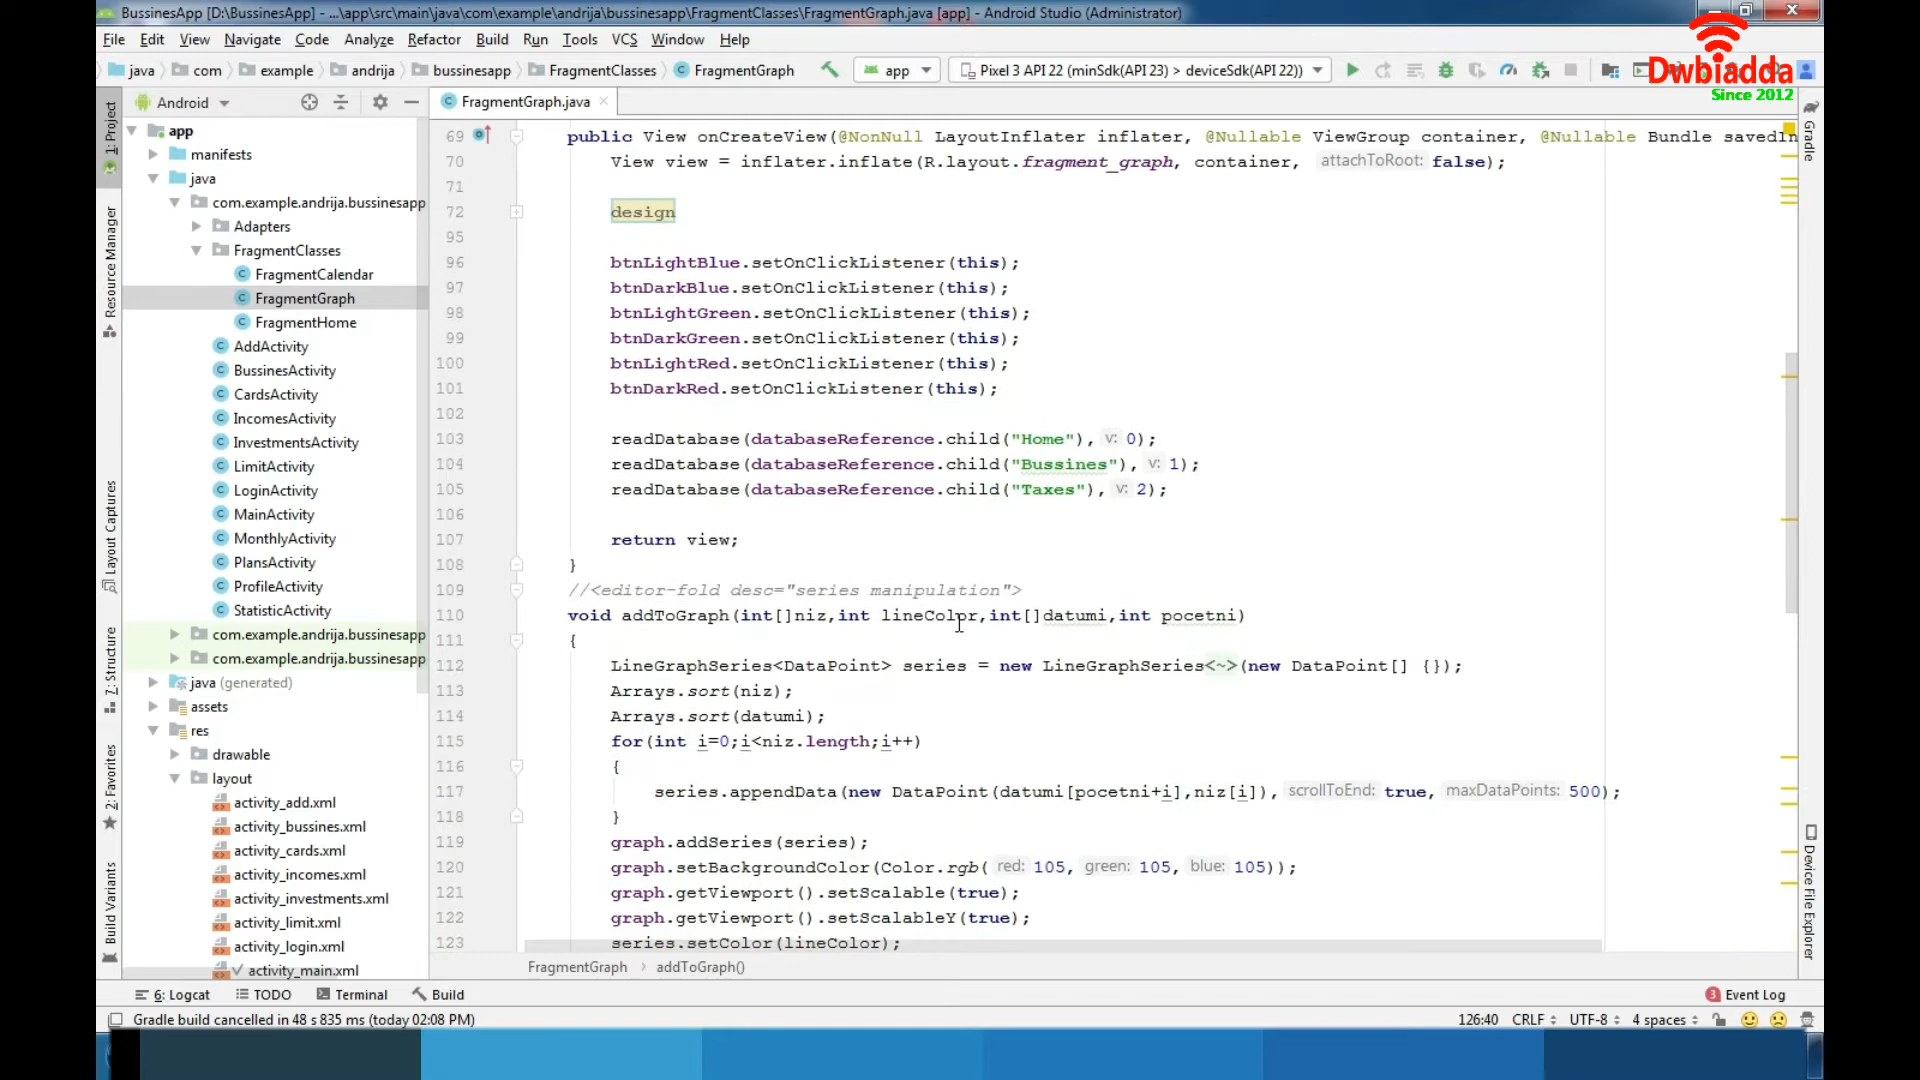 BussinesApp [D:\BussinesApp] - ...\app\src\main\java\com\example\andrija\bussinesapp\FragmentClasses\FragmentGraph.java [app] - Android Studio (Administrator)
File Edit View Navigate Code Analyze Refactor Build Run Tools VCS Window Help
java com example andrija bussinesapp FragmentClasses FragmentGraph app Pixel 3 API 22 (minSdk(API 23) > deviceSdk(API 22))
Dwbiadda
Since 2012
Android
FragmentGraph.java
1: Project
Resource Manager
Layout Captures
7: Structure
2: Favorites
Build Variants
app
manifests
java
com.example.andrija.bussinesapp
Adapters
FragmentClasses
FragmentCalendar
FragmentGraph
FragmentHome
AddActivity
BussinesActivity
CardsActivity
IncomesActivity
InvestmentsActivity
LimitActivity
LoginActivity
MainActivity
MonthlyActivity
PlansActivity
ProfileActivity
StatisticActivity
com.example.andrija.bussinesapp
com.example.andrija.bussinesapp
java (generated)
assets
res
drawable
layout
activity_add.xml
activity_bussines.xml
activity_cards.xml
activity_incomes.xml
activity_investments.xml
activity_limit.xml
activity_login.xml
activity_main.xml
69 public View onCreateView(@NonNull LayoutInflater inflater, @Nullable ViewGroup container, @Nullable Bundle savedIn
70 View view = inflater.inflate(R.layout.fragment_graph, container, attachToRoot: false);
71
72 design
95
96 btnLightBlue.setOnClickListener(this);
97 btnDarkBlue.setOnClickListener(this);
98 btnLightGreen.setOnClickListener(this);
99 btnDarkGreen.setOnClickListener(this);
100 btnLightRed.setOnClickListener(this);
101 btnDarkRed.setOnClickListener(this);
102
103 readDatabase(databaseReference.child("Home"), v: 0);
104 readDatabase(databaseReference.child("Bussines"), v: 1);
105 readDatabase(databaseReference.child("Taxes"), v: 2);
106
107 return view;
108 }
109 //<editor-fold desc="series manipulation">
110 void addToGraph(int[]niz,int lineColor,int[]datumi,int pocetni)
111 {
112 LineGraphSeries<DataPoint> series = new LineGraphSeries<~>(new DataPoint[] {});
113 Arrays.sort(niz);
114 Arrays.sort(datumi);
115 for(int i=0;i<niz.length;i++)
116 {
117 series.appendData(new DataPoint(datumi[pocetni+i],niz[i]), scrollToEnd: true, maxDataPoints: 500);
118 }
119 graph.addSeries(series);
120 graph.setBackgroundColor(Color.rgb( red: 105, green: 105, blue: 105));
121 graph.getViewport().setScalable(true);
122 graph.getViewport().setScalableY(true);
123 series.setColor(lineColor);
FragmentGraph › addToGraph()
Gradle
Device File Explorer
6: Logcat TODO Terminal Build 3 Event Log
Gradle build cancelled in 48 s 835 ms (today 02:08 PM) 126:40 CRLF UTF-8 4 spaces